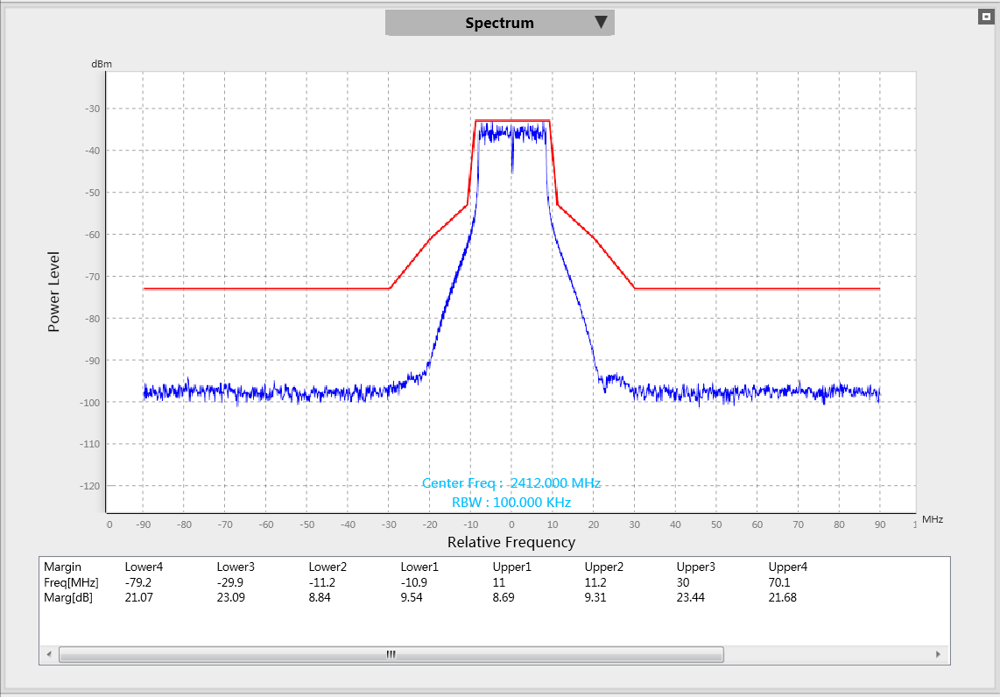 Spectrum
dBm
-30
-40
-50
-60
-70
-80
-90
-100
-110
-120
Power Level
Center Freq : 2412.000 MHz
RBW : 100.000 KHz
0 -90 -80 -70 -60 -50 -40 -30 -20 -10 0 10 20 30 40 50 60 70 80 90 1 MHz
Relative Frequency
Margin Lower4 Lower3 Lower2 Lower1 Upper1 Upper2 Upper3 Upper4
Freq[MHz] -79.2 -29.9 -11.2 -10.9 11 11.2 30 70.1
Marg[dB] 21.07 23.09 8.84 9.54 8.69 9.31 23.44 21.68